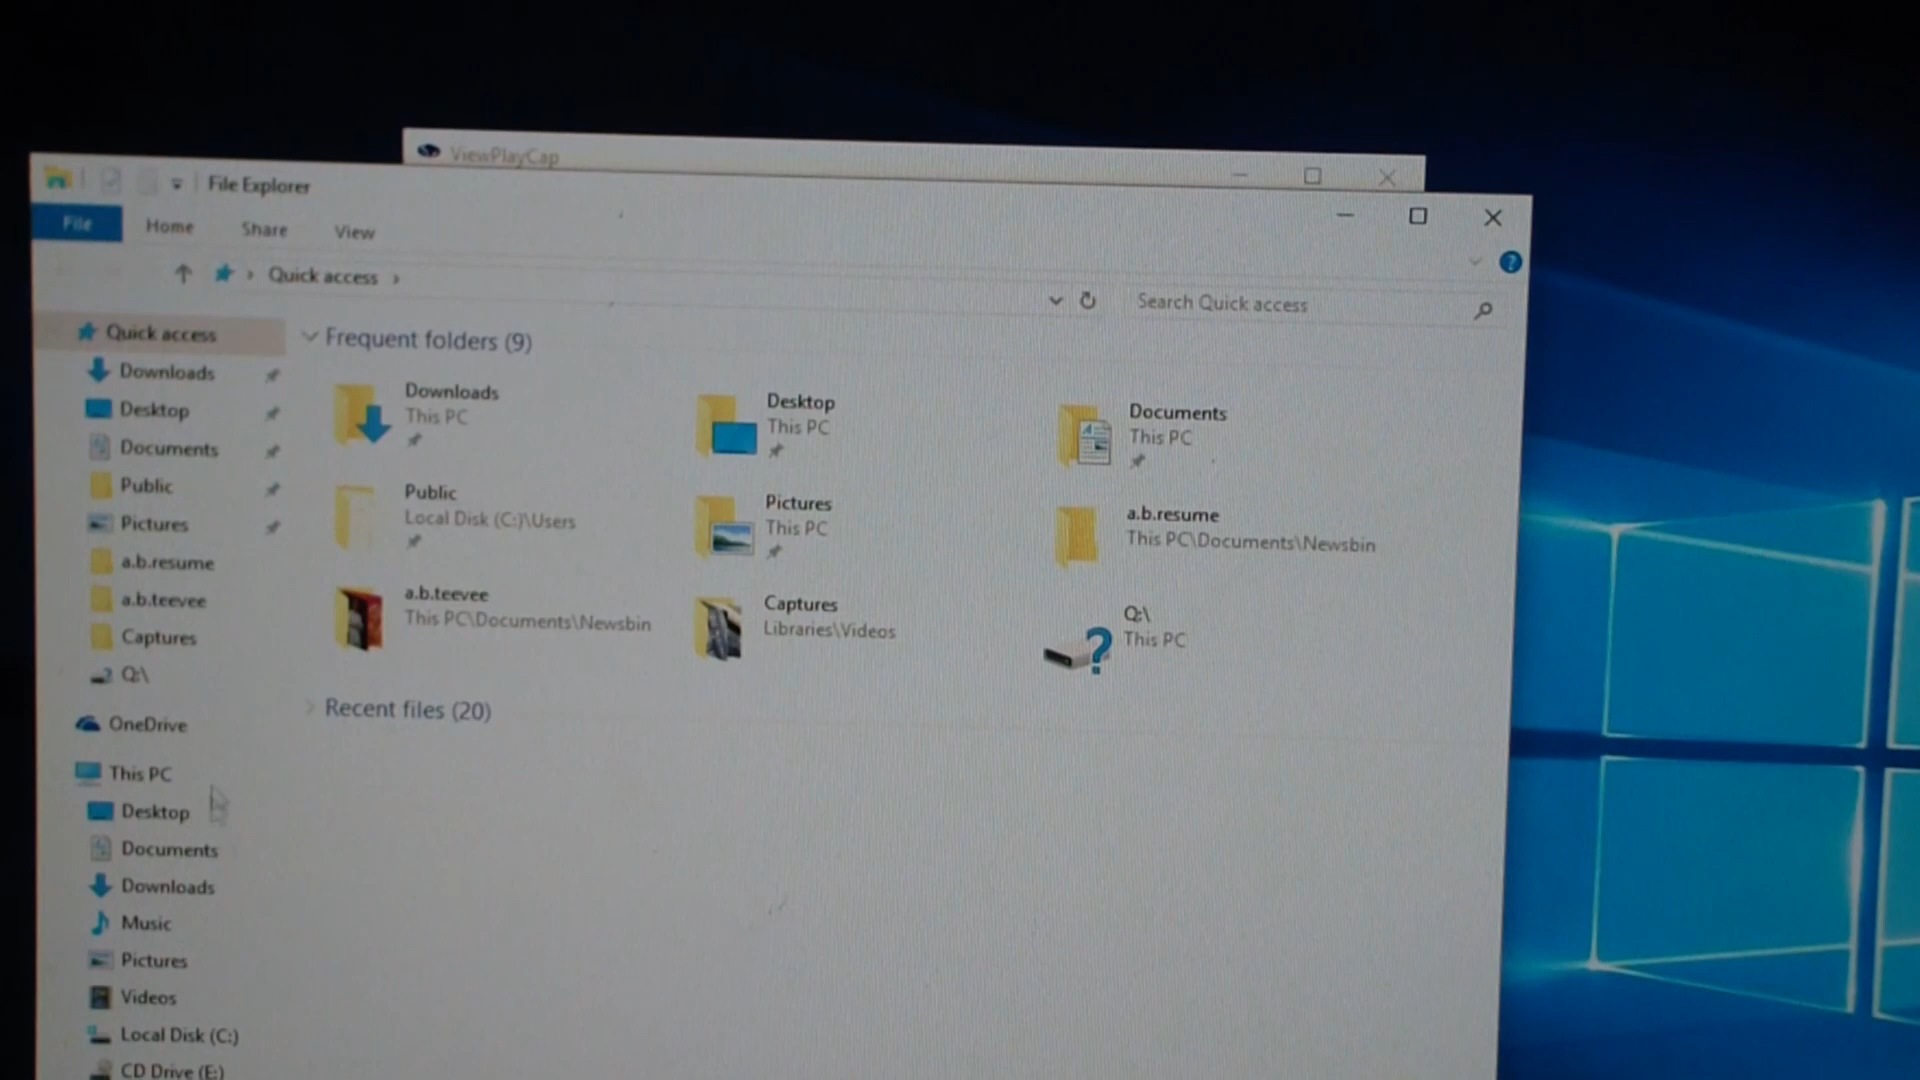 ViewPlayCap
File Explorer
File Home Share View
Quick access
Search Quick access
Quick access
Downloads
Desktop
Documents
Public
Pictures
a.b.resume
a.b.teevee
Captures
Q:\
OneDrive
This PC
Desktop
Documents
Downloads
Music
Pictures
Videos
Local Disk (C:)
CD Drive (E:)
Frequent folders (9)
Downloads
This PC
Desktop
This PC
Documents
This PC
Public
Local Disk (C:)\Users
Pictures
This PC
a.b.resume
This PC\Documents\Newsbin
a.b.teevee
This PC\Documents\Newsbin
Captures
Libraries\Videos
Q:\
This PC
Recent files (20)